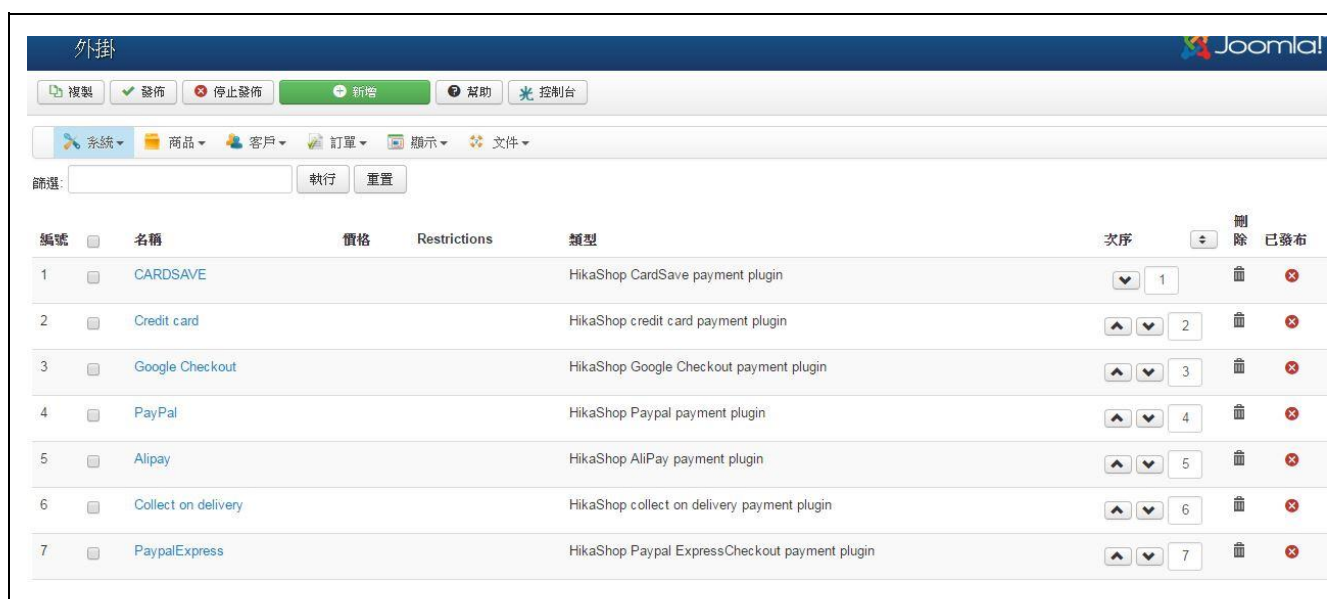 外掛 Joomla!
複製 發佈 停止發佈 新增 幫助 控制台
系統 商品 客戶 訂單 顯示 文件
篩選: 執行 重置
編號 名稱 價格 Restrictions 類型 次序 刪除 已發布
1 CARDSAVE HikaShop CardSave payment plugin 1
2 Credit card HikaShop credit card payment plugin 2
3 Google Checkout HikaShop Google Checkout payment plugin 3
4 PayPal HikaShop Paypal payment plugin 4
5 Alipay HikaShop AliPay payment plugin 5
6 Collect on delivery HikaShop collect on delivery payment plugin 6
7 PaypalExpress HikaShop Paypal ExpressCheckout payment plugin 7